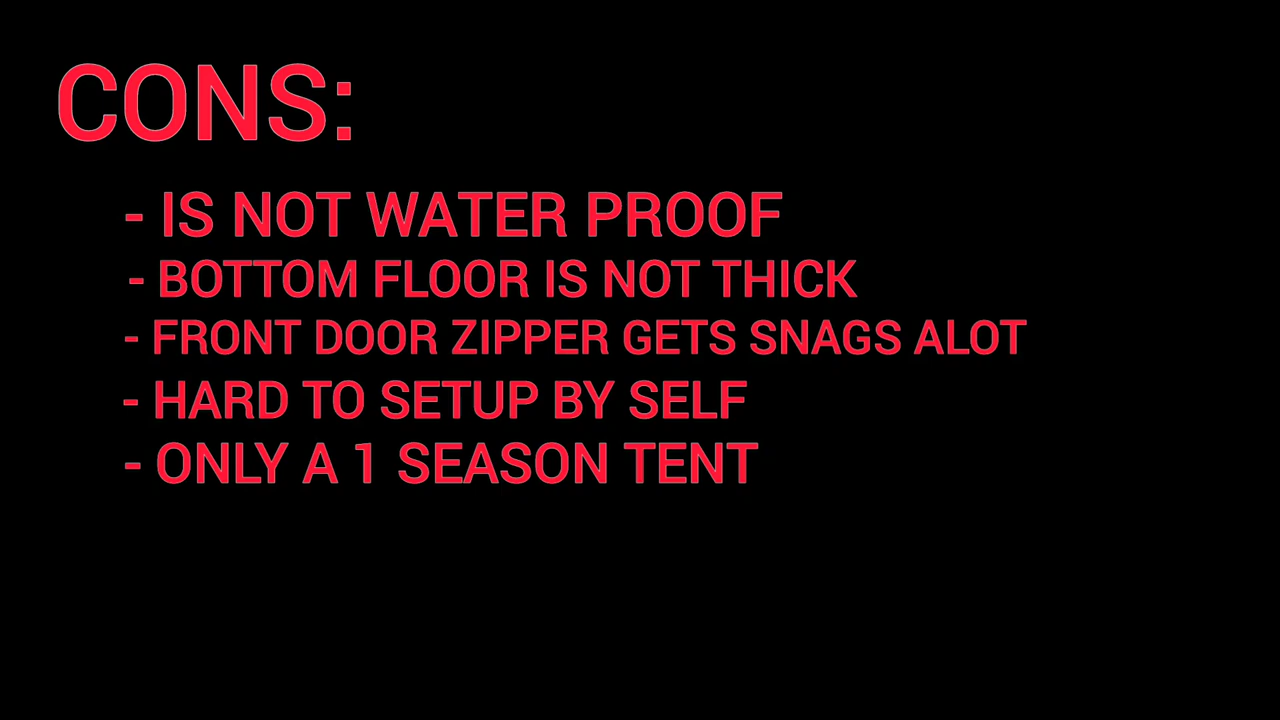 CONS:
- IS NOT WATER PROOF
- BOTTOM FLOOR IS NOT THICK
- FRONT DOOR ZIPPER GETS SNAGS ALOT
- HARD TO SETUP BY SELF
- ONLY A 1 SEASON TENT